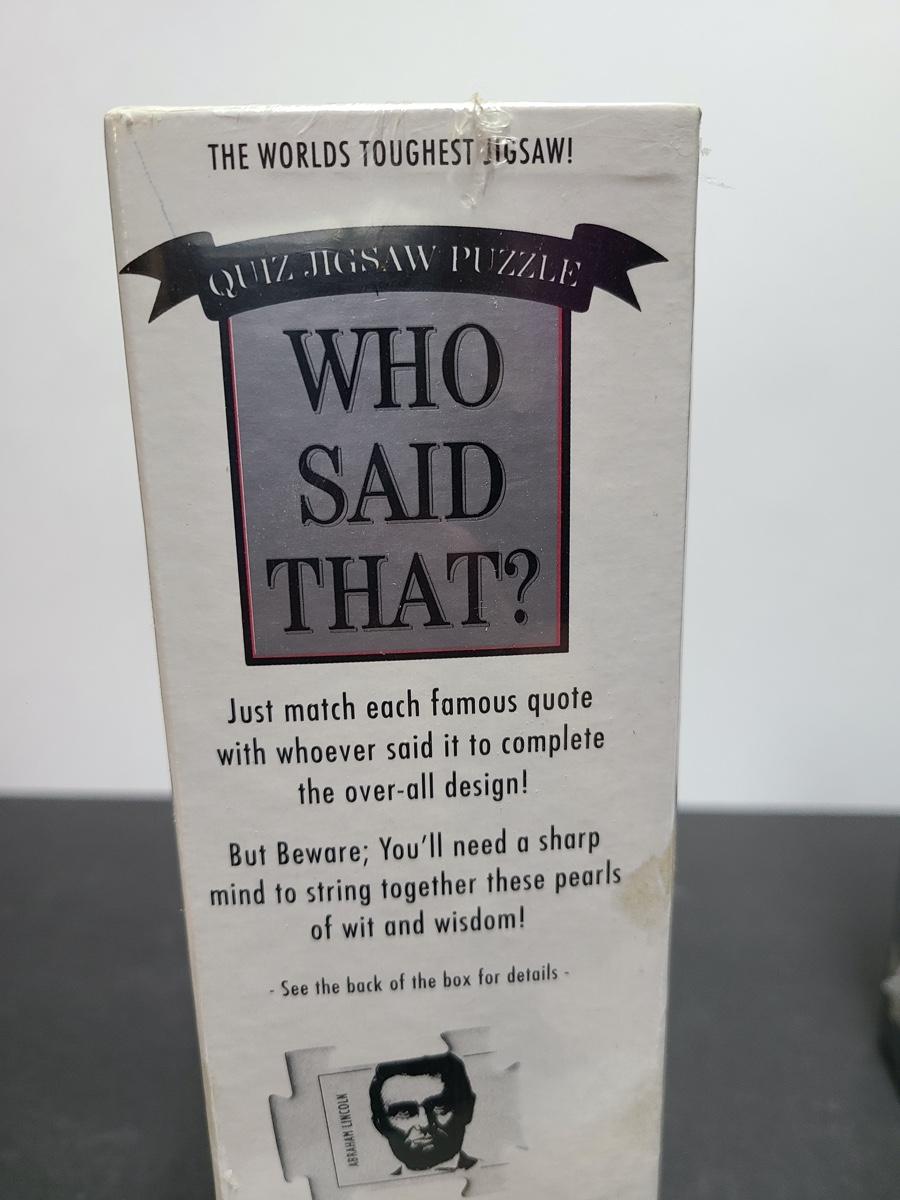 THE WORLDS TOUGHEST JIGSAW!
QUIZ JIGSAW PUZZLE
WHO
SAID
THAT?
Just match each famous quote
with whoever said it to complete
the over-all design!
But Beware; You'll need a sharp
mind to string together these pearls
of wit and wisdom!
- See the back of the box for details -
ABRAHAM LINCOLN